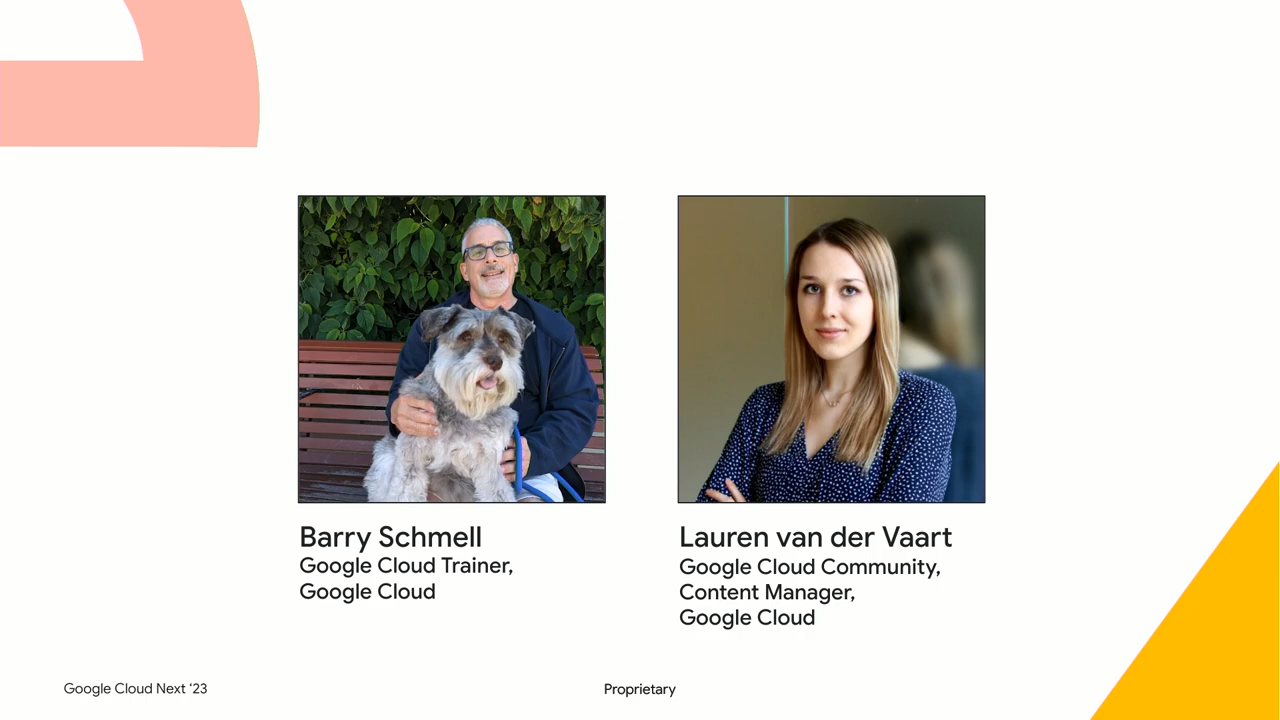 Barry Schmell
Google Cloud Trainer,
Google Cloud
Lauren van der Vaart
Google Cloud Community,
Content Manager,
Google Cloud
Google Cloud Next ‘23
Proprietary